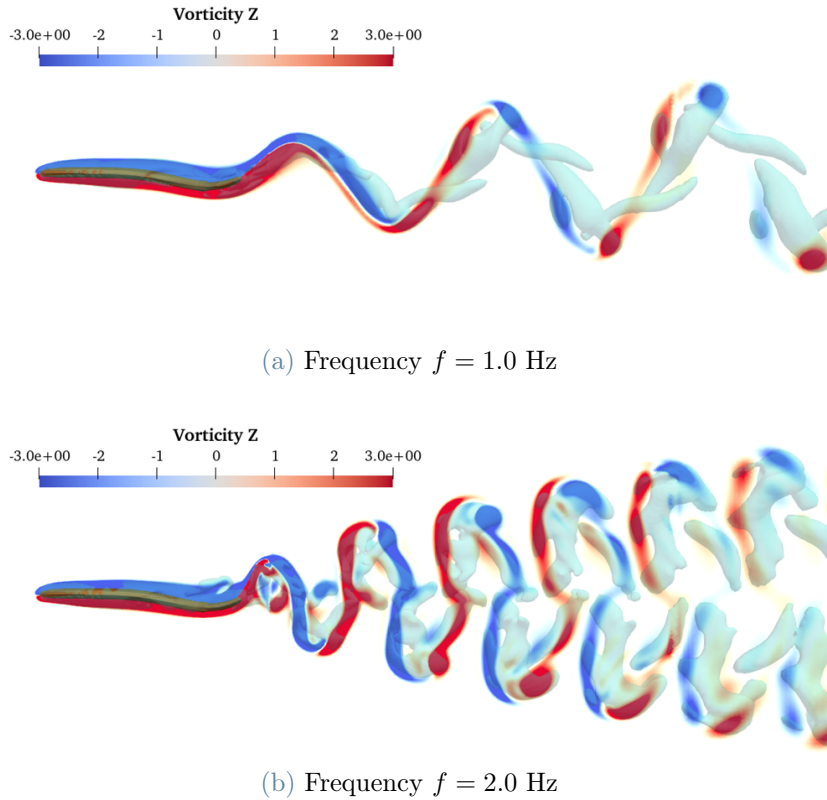 Vorticity Z
-3.0e+00 -2 -1 0 1 2 3.0e+00
(a) Frequency f = 1.0 Hz
Vorticity Z
-3.0e+00 -2 -1 0 1 2 3.0e+00
(b) Frequency f = 2.0 Hz